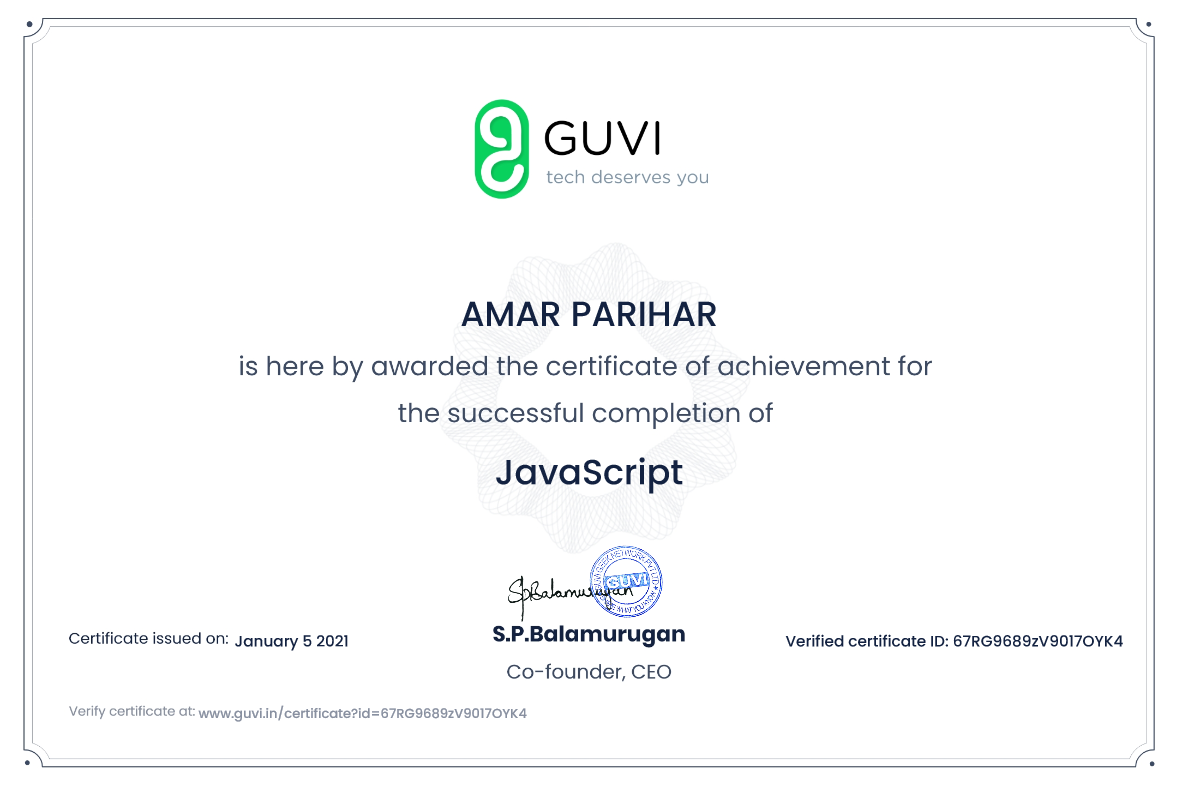 GUVI
tech deserves you
AMAR PARIHAR
is here by awarded the certificate of achievement for
the successful completion of
JavaScript
SpBalamurugan
GUVI
S.P.Balamurugan
Co-founder, CEO
Certificate issued on: January 5 2021
Verified certificate ID: 67RG9689zV9017OYK4
Verify certificate at: www.guvi.in/certificate?id=67RG9689zV9017OYK4